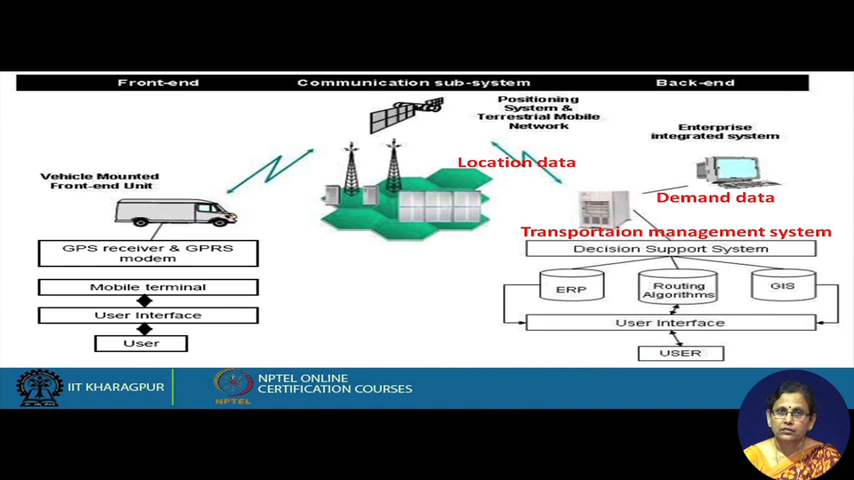 Front-end
Communication sub-system
Back-end
Positioning
System &
Terrestrial Mobile
Network
Enterprise
integrated system
Location data
Vehicle Mounted
Front-end Unit
Demand data
Transportaion management system
GPS receiver & GPRS
modem
Decision Support System
Mobile terminal
ERP
Routing
Algorithms
GIS
User Interface
User Interface
User
USER
IIT KHARAGPUR
NPTEL
NPTEL ONLINE
CERTIFICATION COURSES